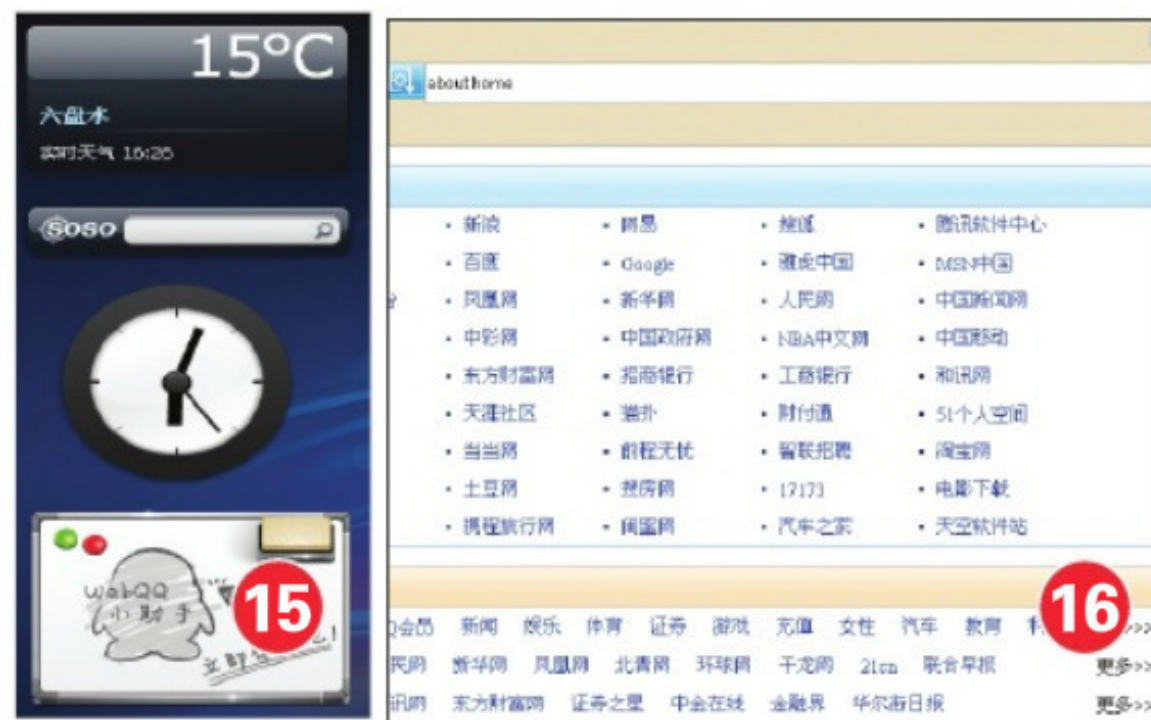 15°C
六盘水
实时天气 16:26
SOSO
WebQQ
小助手
15
abouthome
新浪 网易 搜狐 腾讯软件中心
百度 Google 雅虎中国 MSN中国
凤凰网 新华网 人民网 中国新闻网
中彩网 中国政府网 NBA中文网 中国移动
东方财富网 招商银行 工商银行 和讯网
天涯社区 猫扑 财付通 51个人空间
当当网 前程无忧 智联招聘 淘宝网
土豆网 搜房网 17173 电影下载
携程旅行网 闺蜜网 汽车之家 天空软件站
Q会员 新闻 娱乐 体育 证券 游戏 充值 女性 汽车 教育 >>
民网 新华网 凤凰网 北青网 环球网 千龙网 21cn 联合早报 更多>>
讯网 东方财富网 证券之星 中金在线 金融界 华尔街日报 更多>>
16